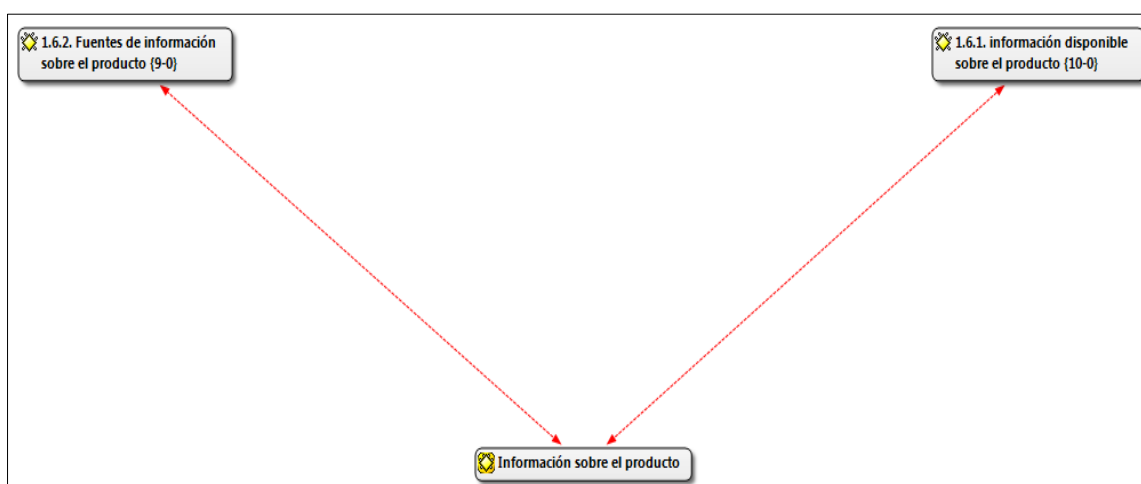 1.6.2. Fuentes de información
sobre el producto {9-0}
1.6.1. información disponible
sobre el producto {10-0}
Información sobre el producto